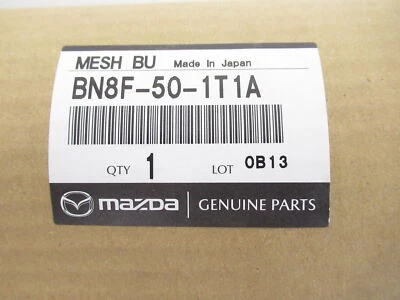 MESH BU Made In Japan
BN8F-50-1T1A
QTY 1 LOT 0B13
mazda GENUINE PARTS